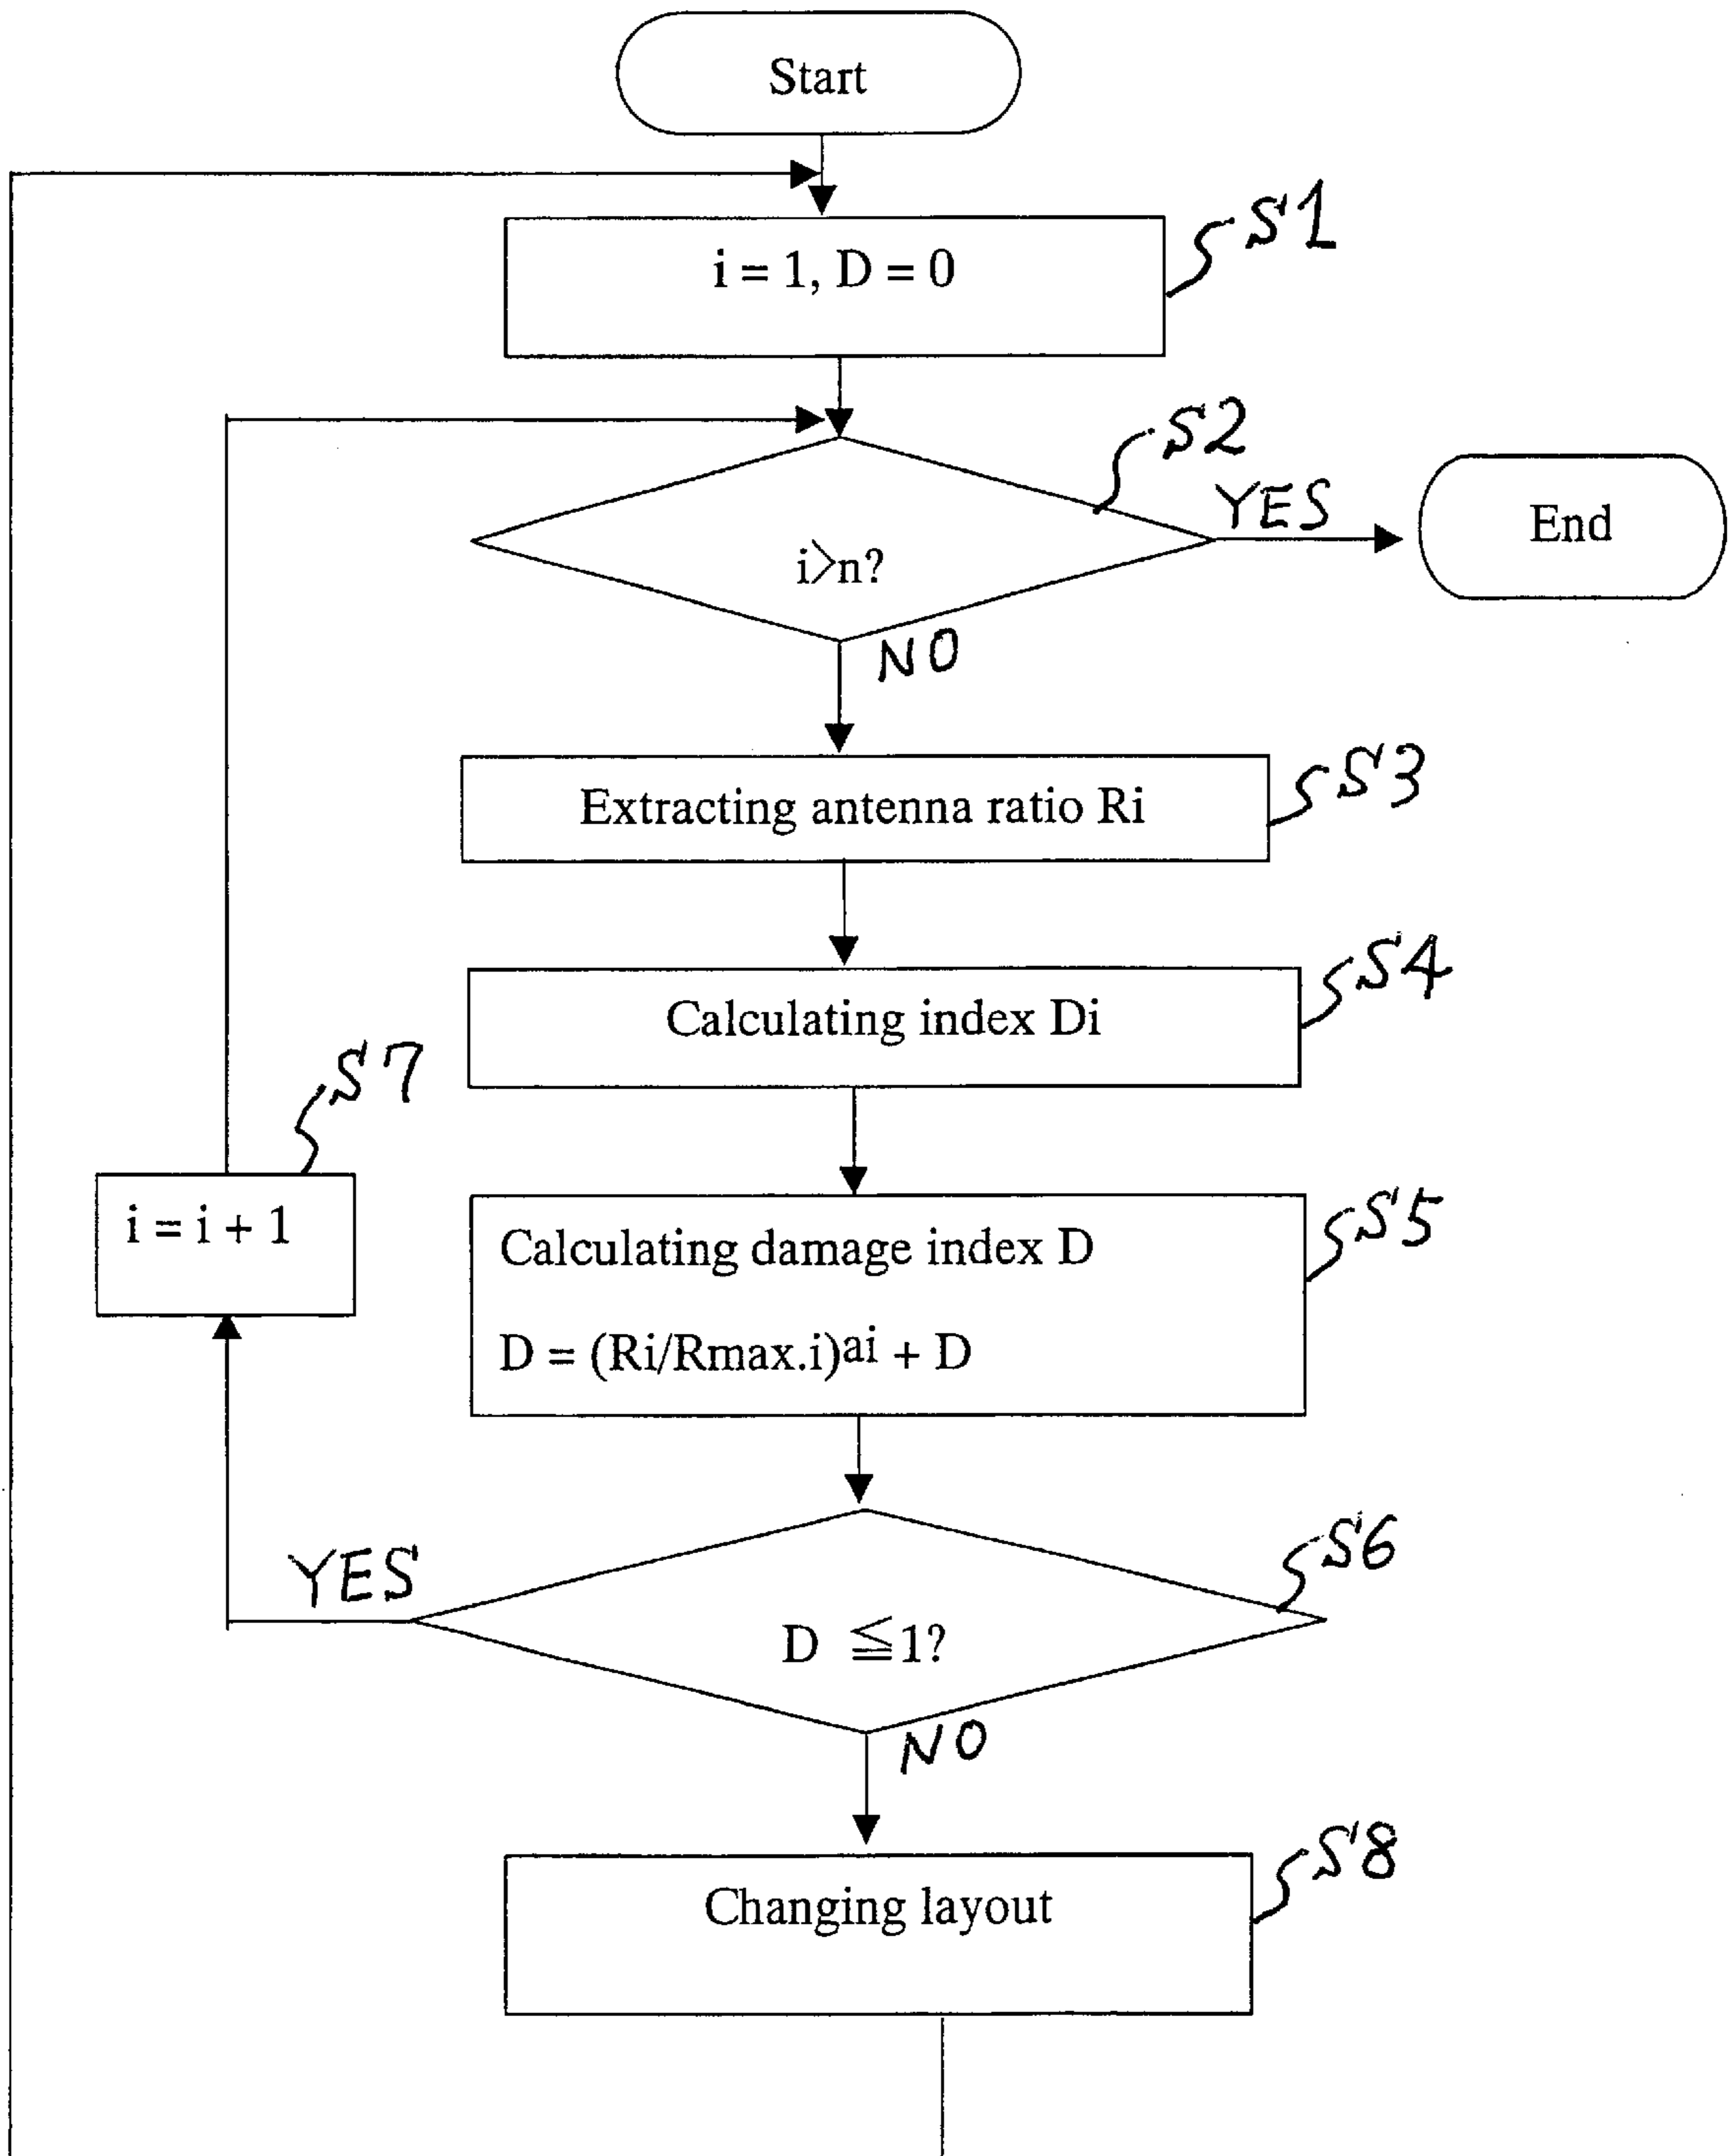 Start
S1
i = 1, D = 0
S2
YES
End
i>n?
NO
S3
Extracting antenna ratio Ri
S4
Calculating index Di
S7
i = i + 1
S5
Calculating damage index D
D = (Ri/Rmax.i)ai + D
YES
S6
D ≦1?
NO
S8
Changing layout